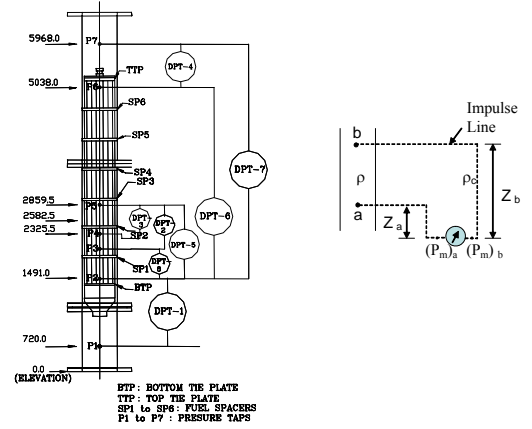 5968.0
P7
TTP
DPT-4
5038.0
P6
SP6
SP5
DPT-7
SP4
SP3
2859.5
P5
DPT-3
DPT-2
DPT-6
2582.5
SP2
2325.5
P4
DPT-5
P3
SP1
DPT-8
1491.0
P2
BTP
DPT-1
720.0
P1
0.0
(ELEVATION)
BTP : BOTTOM TIE PLATE
TTP : TOP TIE PLATE
SP1 to SP6 : FUEL SPACERS
P1 to P7 : PRESURE TAPS
Impulse
Line
b
ρ
ρc
Zb
a
Za
(Pm)a (Pm) b